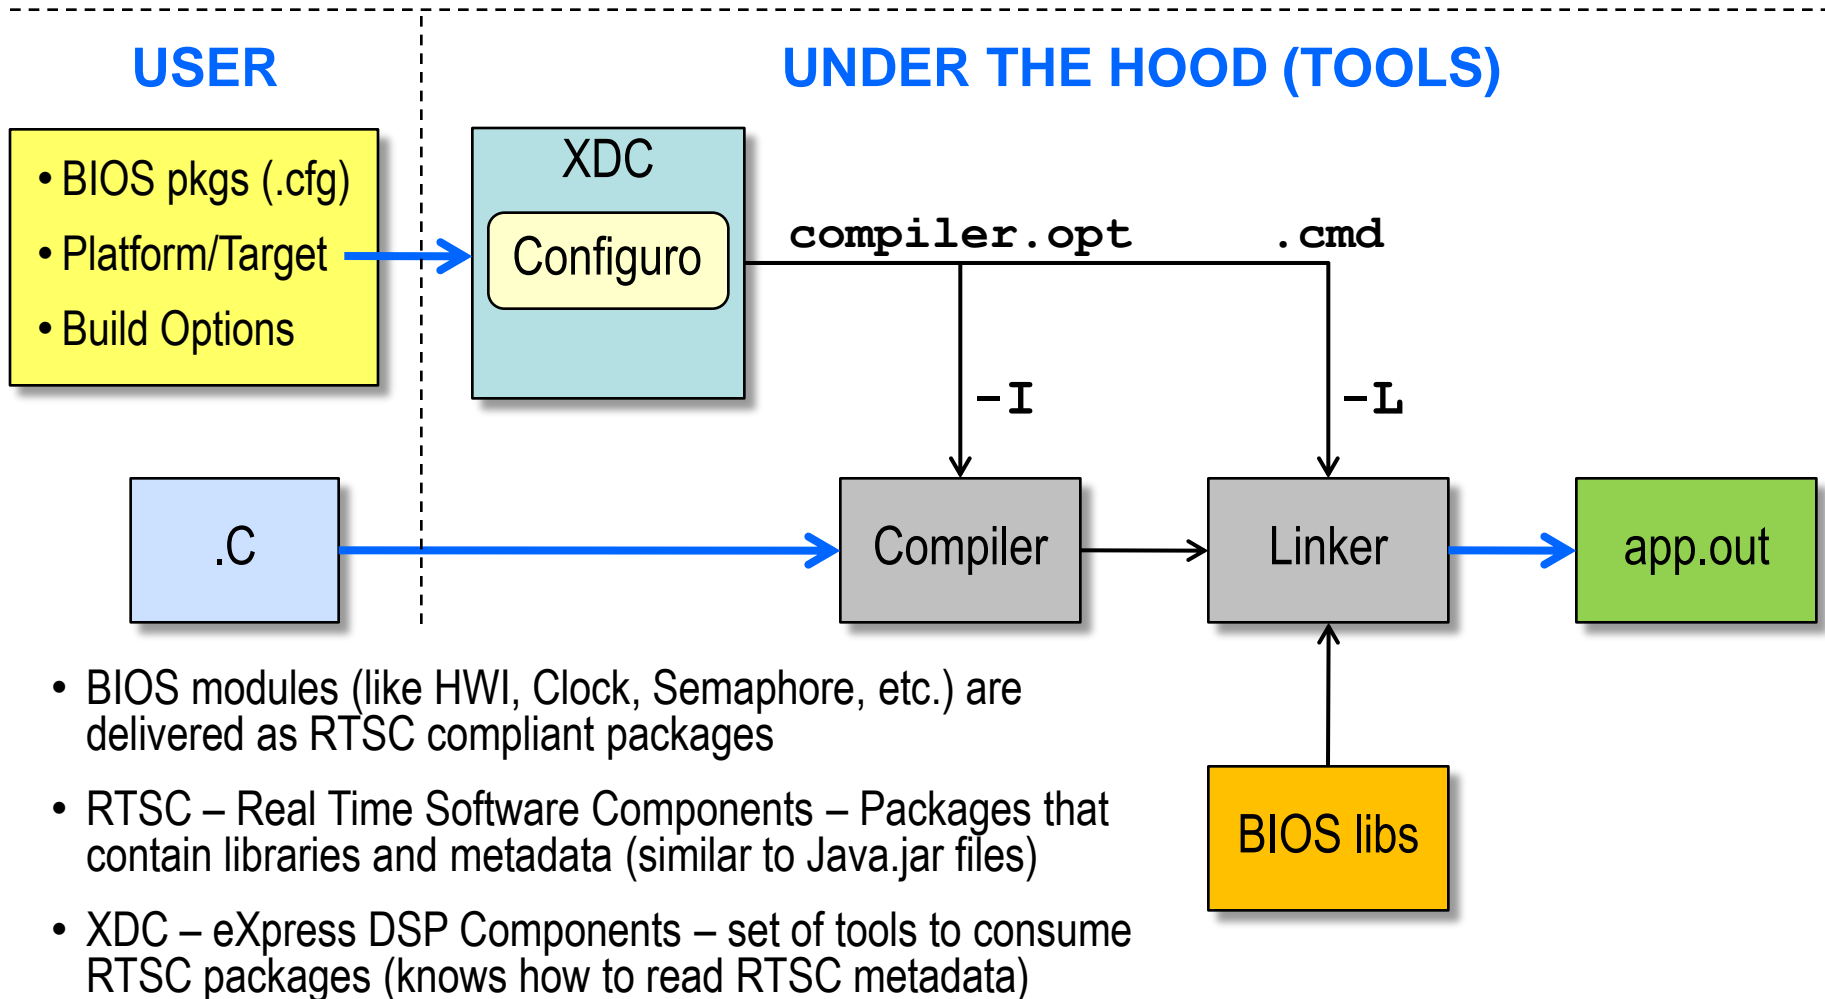 USER
UNDER THE HOOD (TOOLS)
• BIOS pkgs (.cfg)
• Platform/Target
• Build Options
XDC
Configuro
compiler.opt .cmd
-I
-L
.C
Compiler
Linker
app.out
• BIOS modules (like HWI, Clock, Semaphore, etc.) are
delivered as RTSC compliant packages
• RTSC – Real Time Software Components – Packages that
contain libraries and metadata (similar to Java.jar files)
• XDC – eXpress DSP Components – set of tools to consume
RTSC packages (knows how to read RTSC metadata)
BIOS libs